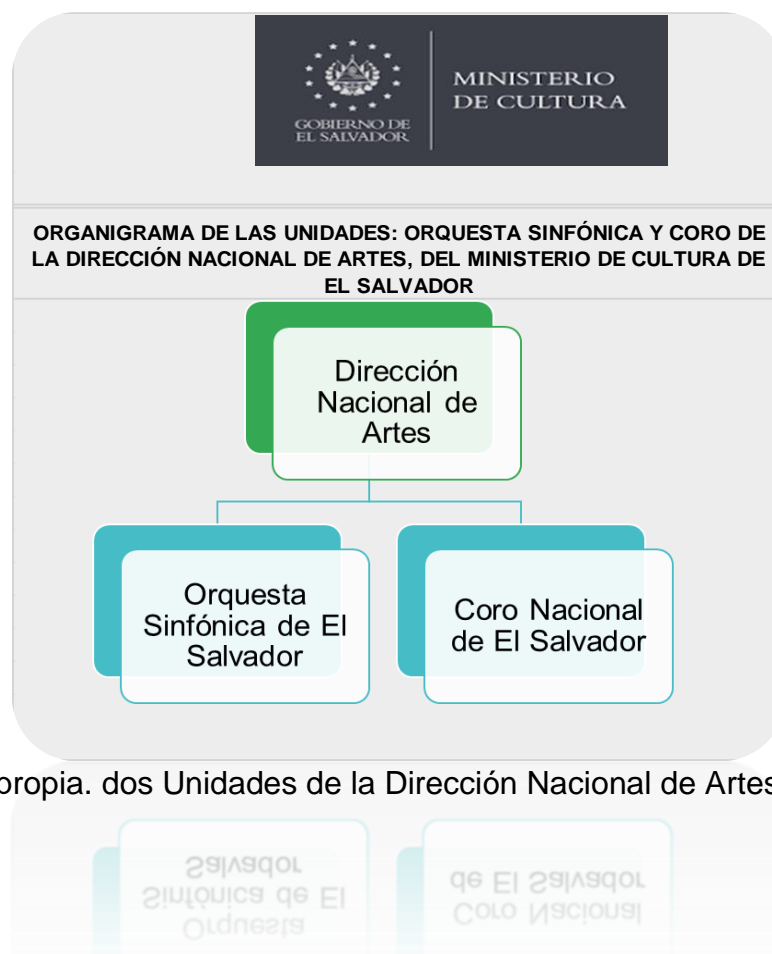 GOBIERNO DE
EL SALVADOR
MINISTERIO
DE CULTURA
ORGANIGRAMA DE LAS UNIDADES: ORQUESTA SINFÓNICA Y CORO DE
LA DIRECCIÓN NACIONAL DE ARTES, DEL MINISTERIO DE CULTURA DE
EL SALVADOR
Dirección
Nacional de
Artes
Orquesta
Sinfónica de El
Salvador
Coro Nacional
de El Salvador
propia. dos Unidades de la Dirección Nacional de Artes